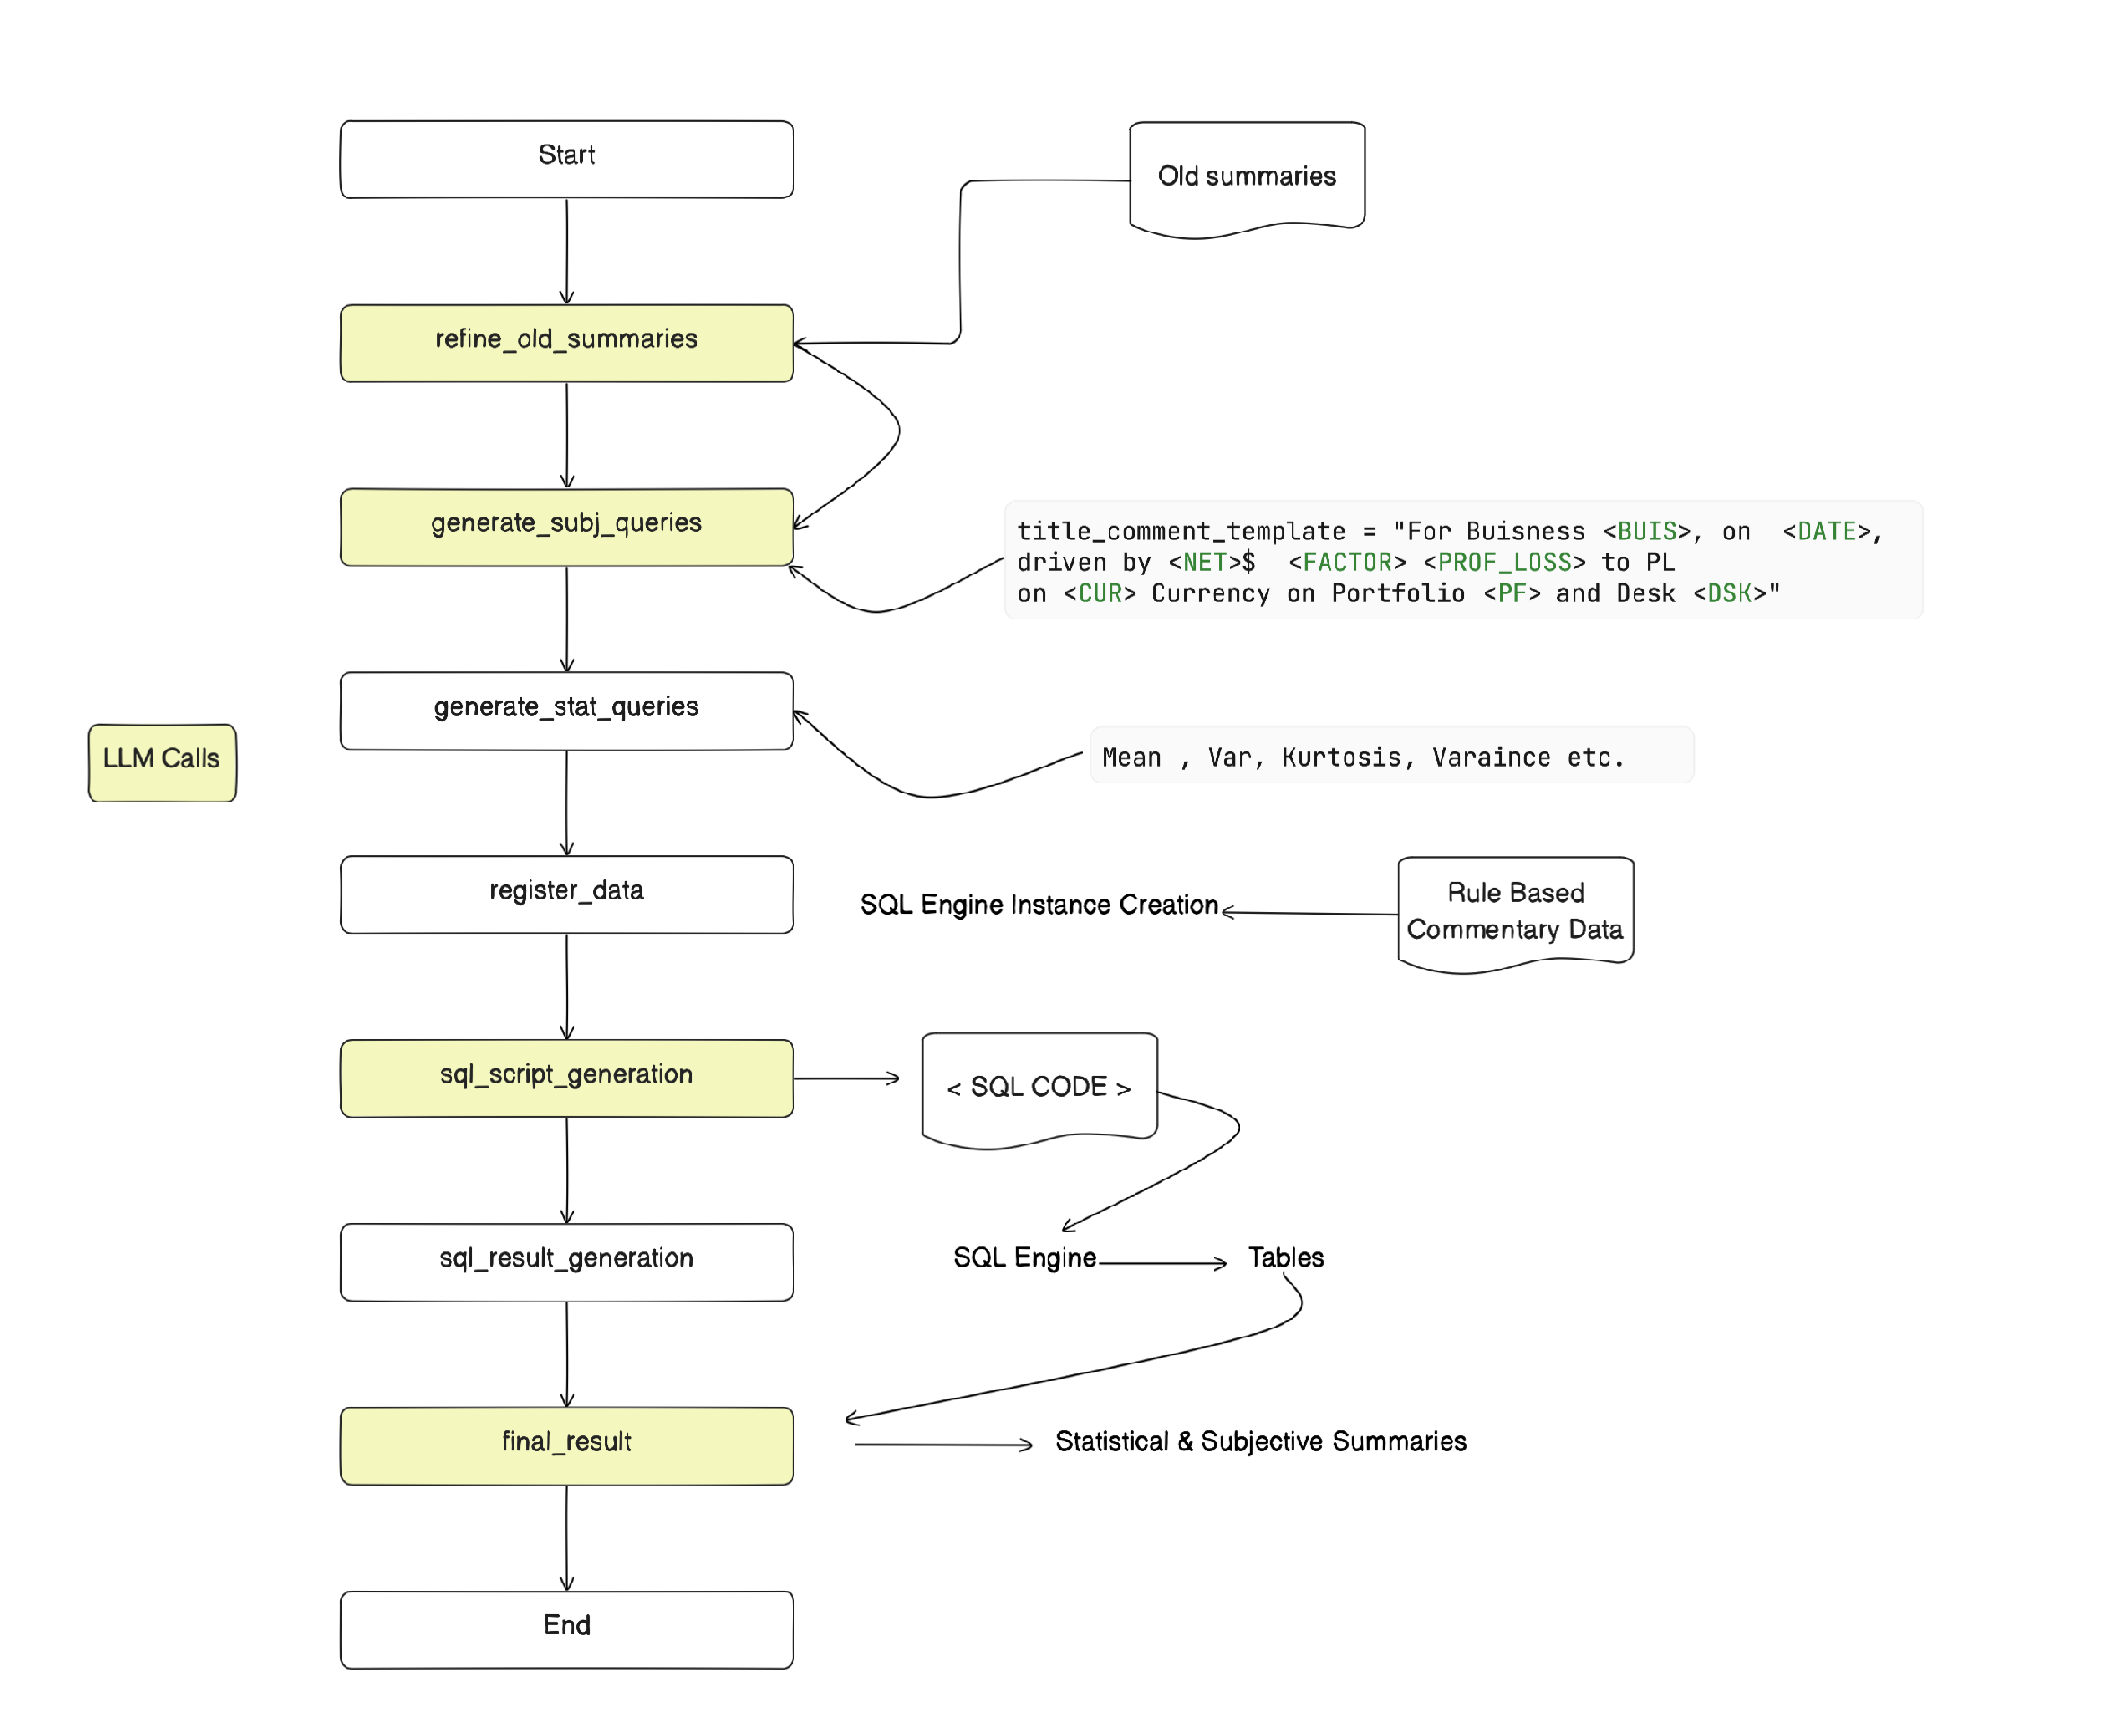 Start
Old summaries
refine_old_summaries
generate_subj_queries
title_comment_template = "For Buisness <BUIS>, on  <DATE>,
driven by <NET>$  <FACTOR> <PROF_LOSS> to PL
on <CUR> Currency on Portfolio <PF> and Desk <DSK>"
generate_stat_queries
LLM Calls
Mean , Var, Kurtosis, Varaince etc.
register_data
SQL Engine Instance Creation
Rule Based
Commentary Data
sql_script_generation
< SQL CODE >
sql_result_generation
SQL Engine
Tables
final_result
Statistical & Subjective Summaries
End